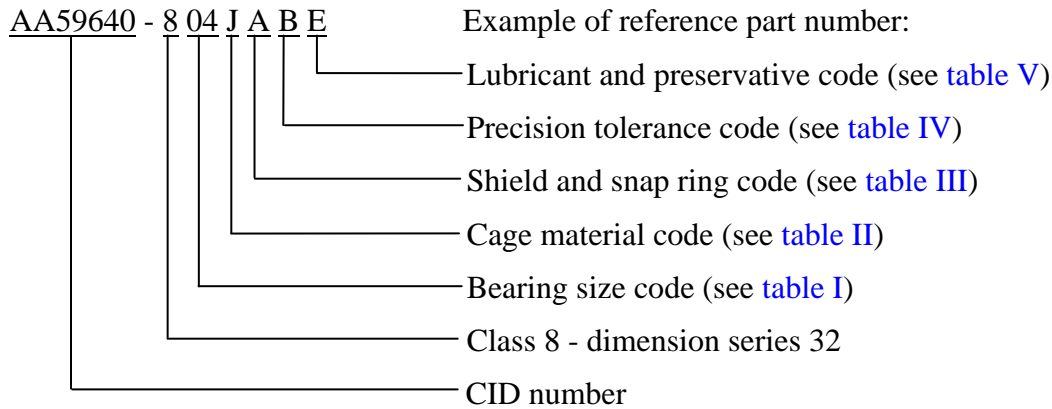 AA59640 - 8 04 J A B E Example of reference part number:
Lubricant and preservative code (see table V)
Precision tolerance code (see table IV)
Shield and snap ring code (see table III)
Cage material code (see table II)
Bearing size code (see table I)
Class 8 - dimension series 32
CID number